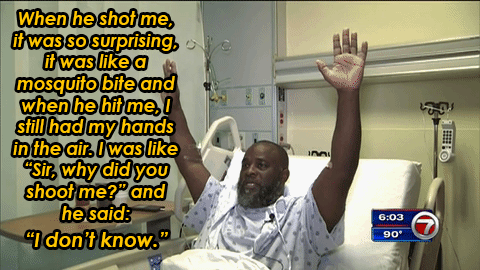 When he shot me,
it was so surprising,
it was like a
mosquito bite and
when he hit me, I
still had my hands
in the air. I was like
“Sir, why did you
shoot me?” and
he said:
“I don’t know.”
6:03
90°
7